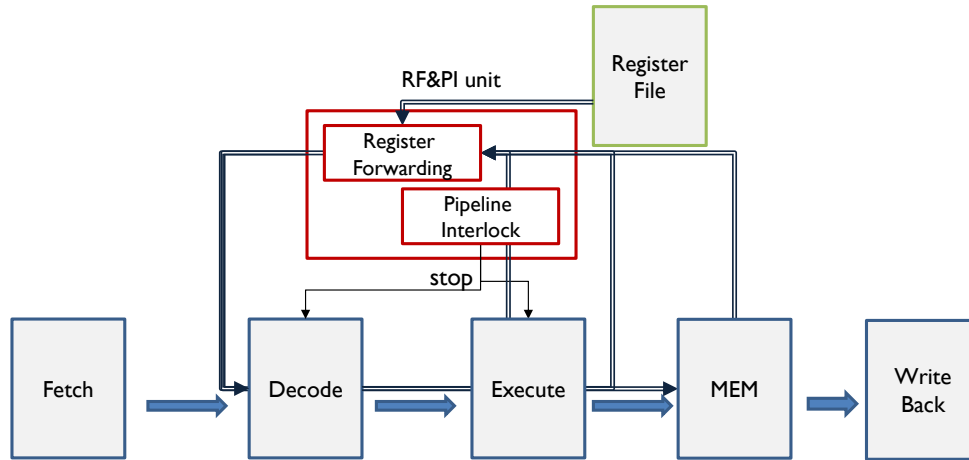 Register
File
RF&PI unit
Register
Forwarding
Pipeline
Interlock
stop
Fetch
Decode
Execute
MEM
Write
Back